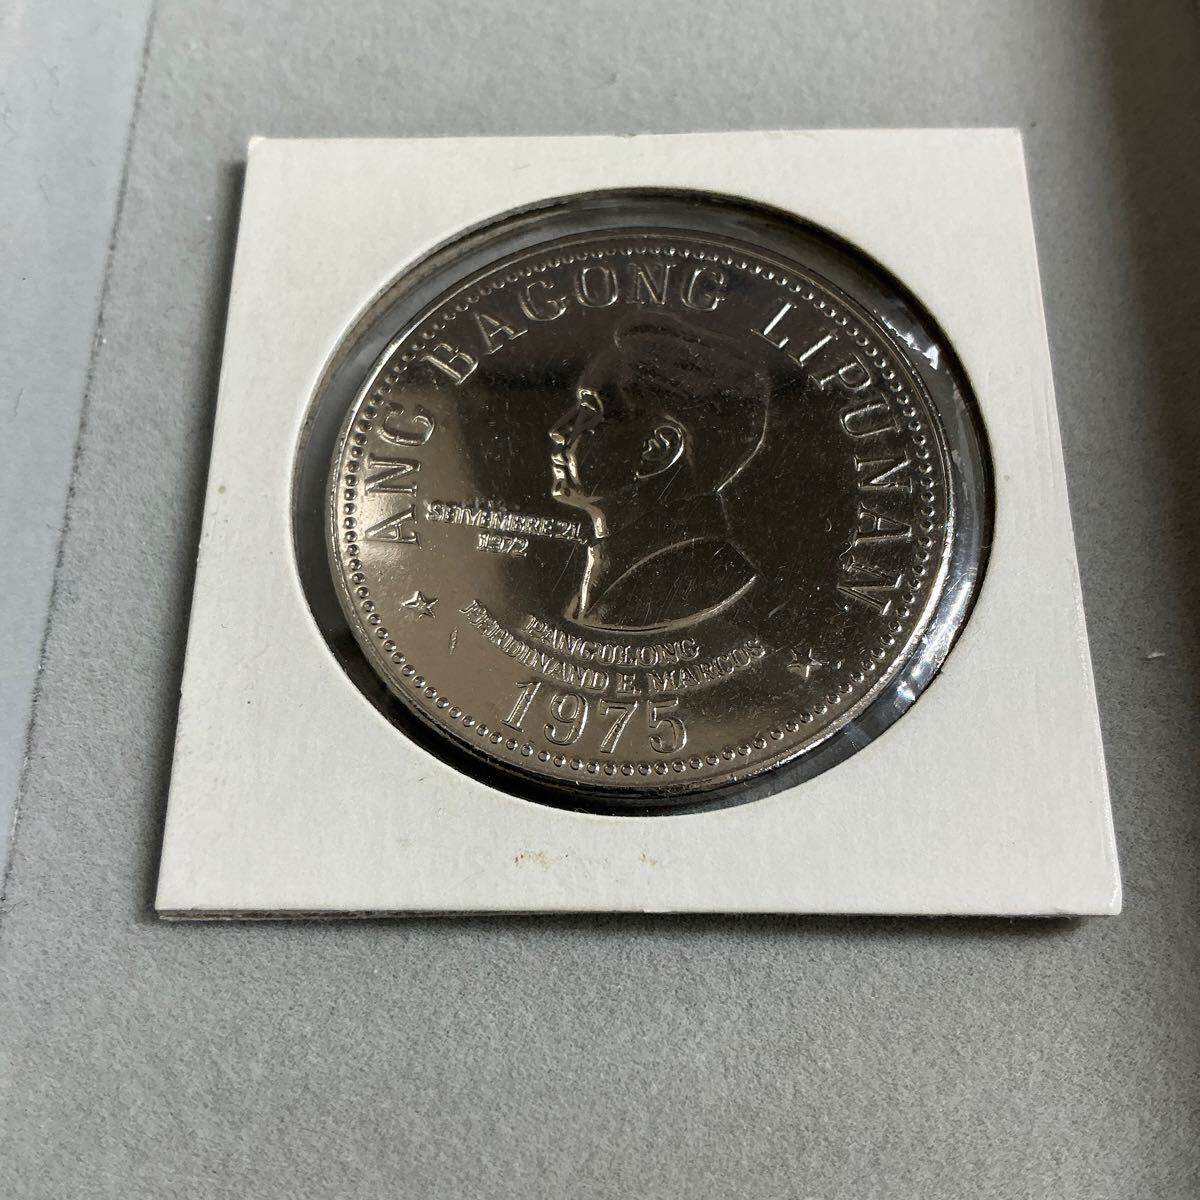 ANG BAGONG LIPUNAN
SETYEMBRE 21,
1972
PANGULONG
FERDINAND E. MARCOS
1975